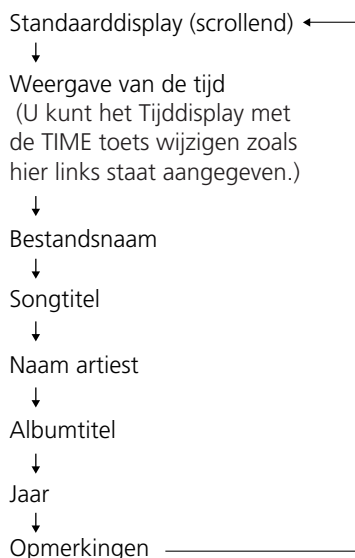 Standaarddisplay (scrollend)
Weergave van de tijd
(U kunt het Tijddisplay met
de TIME toets wijzigen zoals
hier links staat aangegeven.)
Bestandsnaam
Songtitel
Naam artiest
Albumtitel
Jaar
Opmerkingen